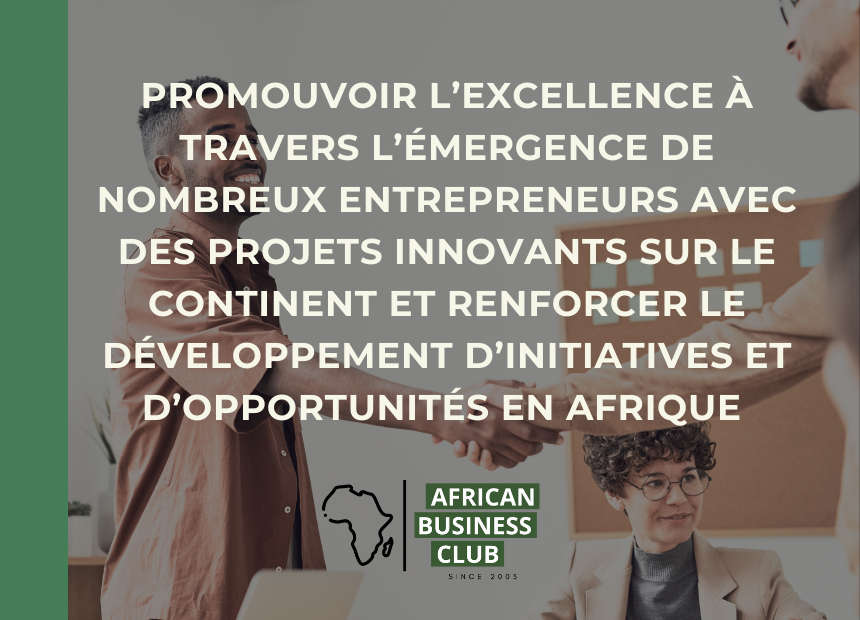 PROMOUVOIR L’EXCELLENCE À
TRAVERS L’ÉMERGENCE DE
NOMBREUX ENTREPRENEURS AVEC
DES PROJETS INNOVANTS SUR LE
CONTINENT ET RENFORCER LE
DÉVELOPPEMENT D’INITIATIVES ET
D’OPPORTUNITÉS EN AFRIQUE
AFRICAN
BUSINESS
CLUB
SINCE 2003